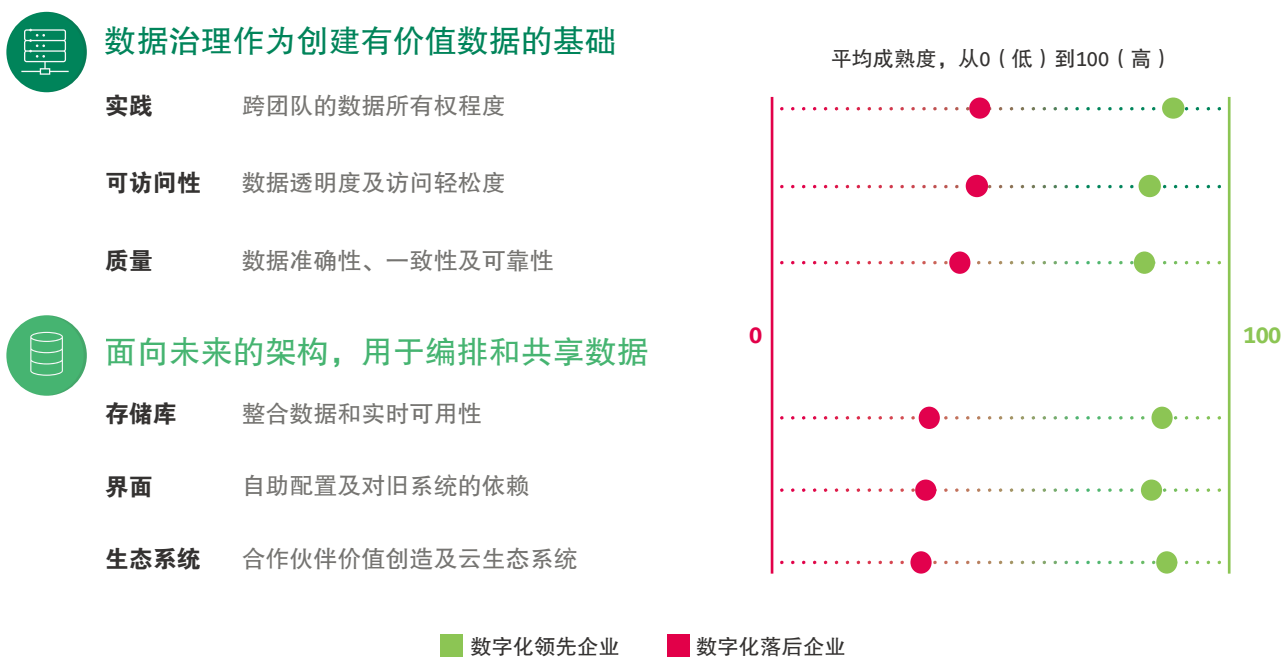 数据治理作为创建有价值数据的基础
平均成熟度，从0（低）到100（高）
实践 跨团队的数据所有权程度
可访问性 数据透明度及访问轻松度
质量 数据准确性、一致性及可靠性
0 100
面向未来的架构，用于编排和共享数据
存储库 整合数据和实时可用性
界面 自助配置及对旧系统的依赖
生态系统 合作伙伴价值创造及云生态系统
数字化领先企业 数字化落后企业